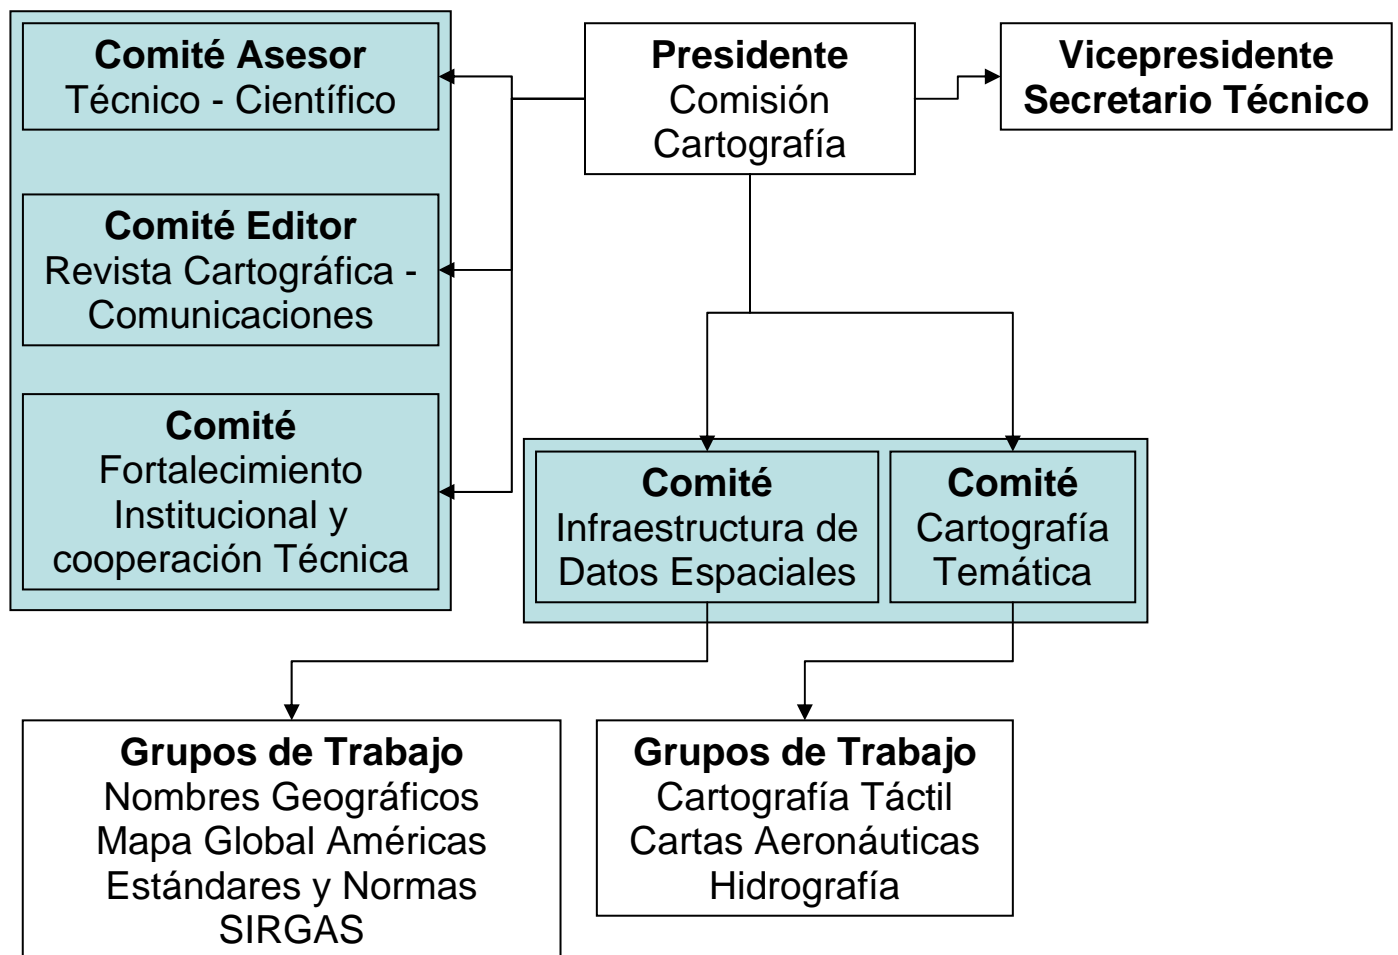 Comité Asesor
Técnico - Científico
Presidente
Comisión
Cartografía
Vicepresidente
Secretario Técnico
Comité Editor
Revista Cartográfica -
Comunicaciones
Comité
Fortalecimiento
Institucional y
cooperación Técnica
Comité
Infraestructura de
Datos Espaciales
Comité
Cartografía
Temática
Grupos de Trabajo
Nombres Geográficos
Mapa Global Américas
Estándares y Normas
SIRGAS
Grupos de Trabajo
Cartografía Táctil
Cartas Aeronáuticas
Hidrografía